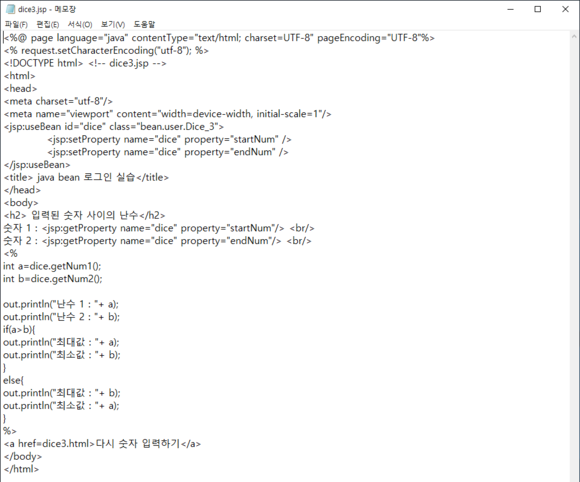 dice3.jsp - 메모장
파일(F) 편집(E) 서식(O) 보기(V) 도움말
<%@ page language="java" contentType="text/html; charset=UTF-8" pageEncoding="UTF-8"%>
<% request.setCharacterEncoding("utf-8"); %>
<!DOCTYPE html> <!-- dice3.jsp -->
<html>
<head>
<meta charset="utf-8"/>
<meta name="viewport" content="width=device-width, initial-scale=1"/>
<jsp:useBean id="dice" class="bean.user.Dice_3">
<jsp:setProperty name="dice" property="startNum" />
<jsp:setProperty name="dice" property="endNum" />
</jsp:useBean>
<title> java bean 로그인 실습</title>
</head>
<body>
<h2> 입력된 숫자 사이의 난수</h2>
숫자 1 : <jsp:getProperty name="dice" property="startNum"/> <br/>
숫자 2 : <jsp:getProperty name="dice" property="endNum"/> <br/>
<%
int a=dice.getNum1();
int b=dice.getNum2();
out.println("난수 1 : "+ a);
out.println("난수 2 : "+ b);
if(a>b){
out.println("최대값 : "+ a);
out.println("최소값 : "+ b);
}
else{
out.println("최대값 : "+ b);
out.println("최소값 : "+ a);
}
%>
<a href=dice3.html>다시 숫자 입력하기</a>
</body>
</html>